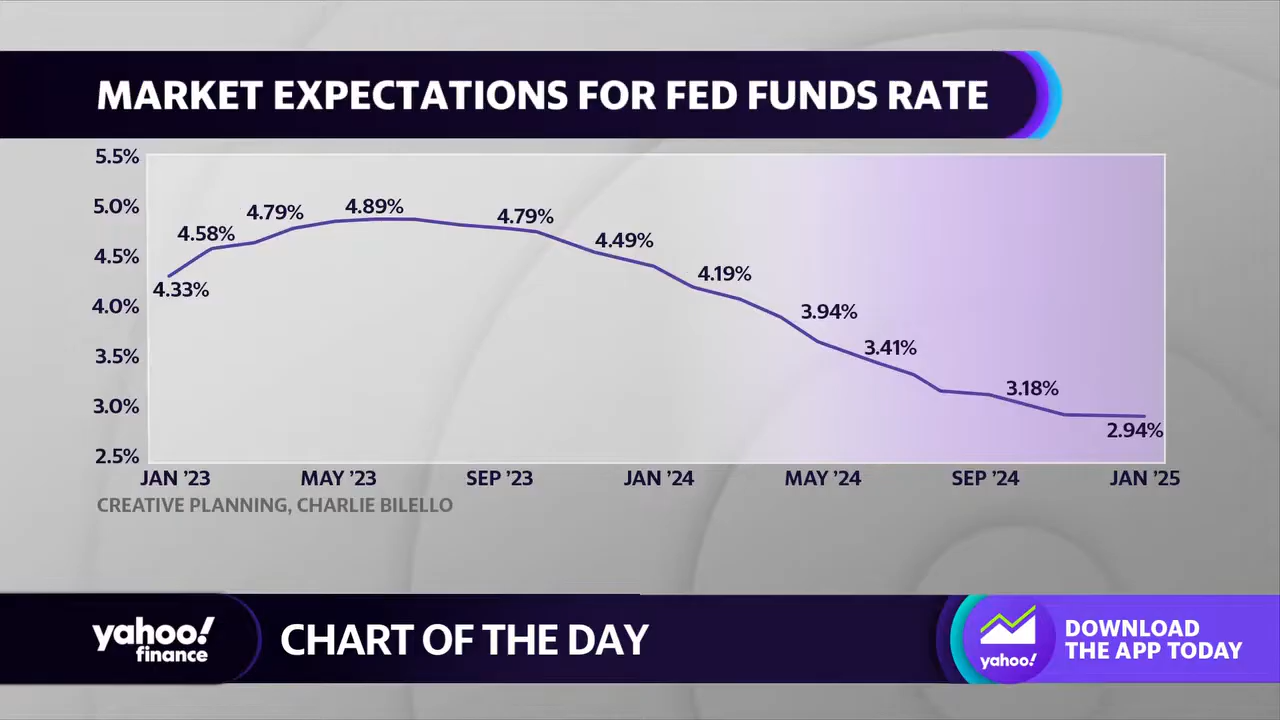 MARKET EXPECTATIONS FOR FED FUNDS RATE
5.5%
5.0%
4.5%
4.0%
3.5%
3.0%
2.5%
4.33%
4.58%
4.79%
4.89%
4.79%
4.49%
4.19%
3.94%
3.41%
3.18%
2.94%
JAN ’23 MAY ’23 SEP ’23 JAN ’24 MAY ’24 SEP ’24 JAN ’25
CREATIVE PLANNING, CHARLIE BILELLO
yahoo!
finance
CHART OF THE DAY
yahoo!
DOWNLOAD
THE APP TODAY